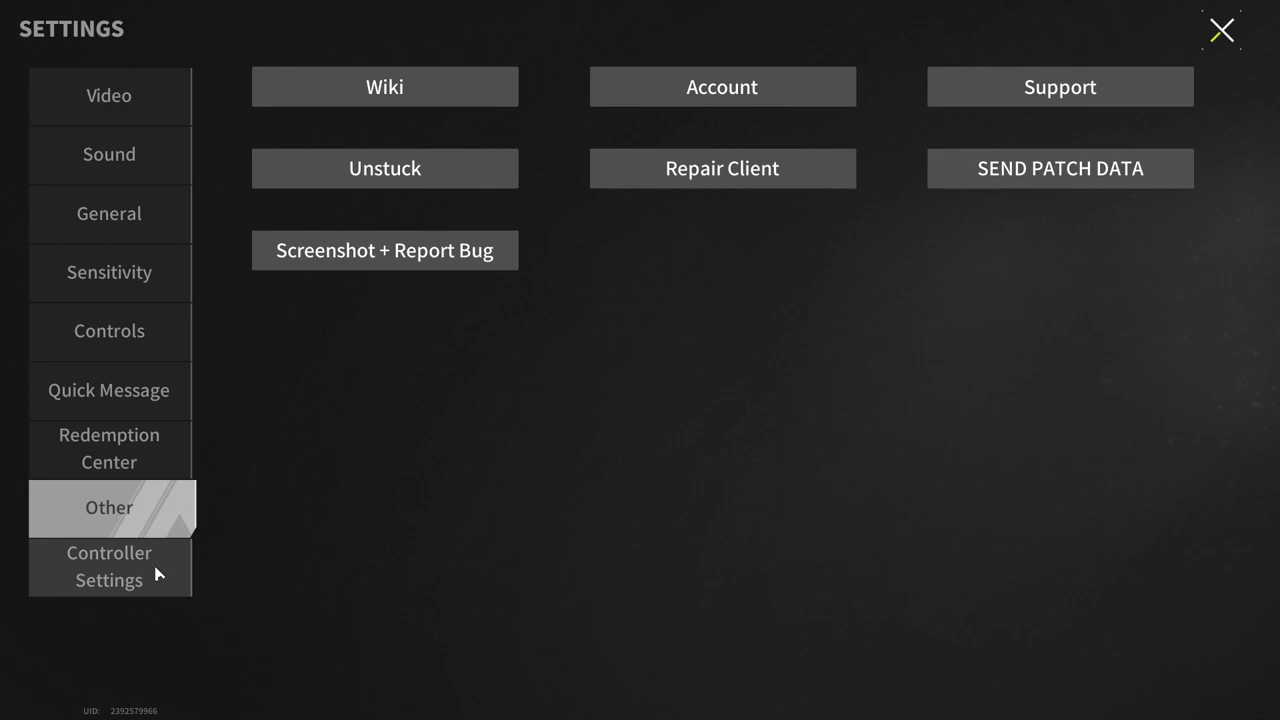 SETTINGS
Video
Sound
General
Sensitivity
Controls
Quick Message
Redemption
Center
Other
Controller
Settings
Wiki
Account
Support
Unstuck
Repair Client
SEND PATCH DATA
Screenshot + Report Bug
UID: 2392579966